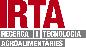 IRTA
RECERCA | TECNOLOGIA
AGROALIMENTÀRIES